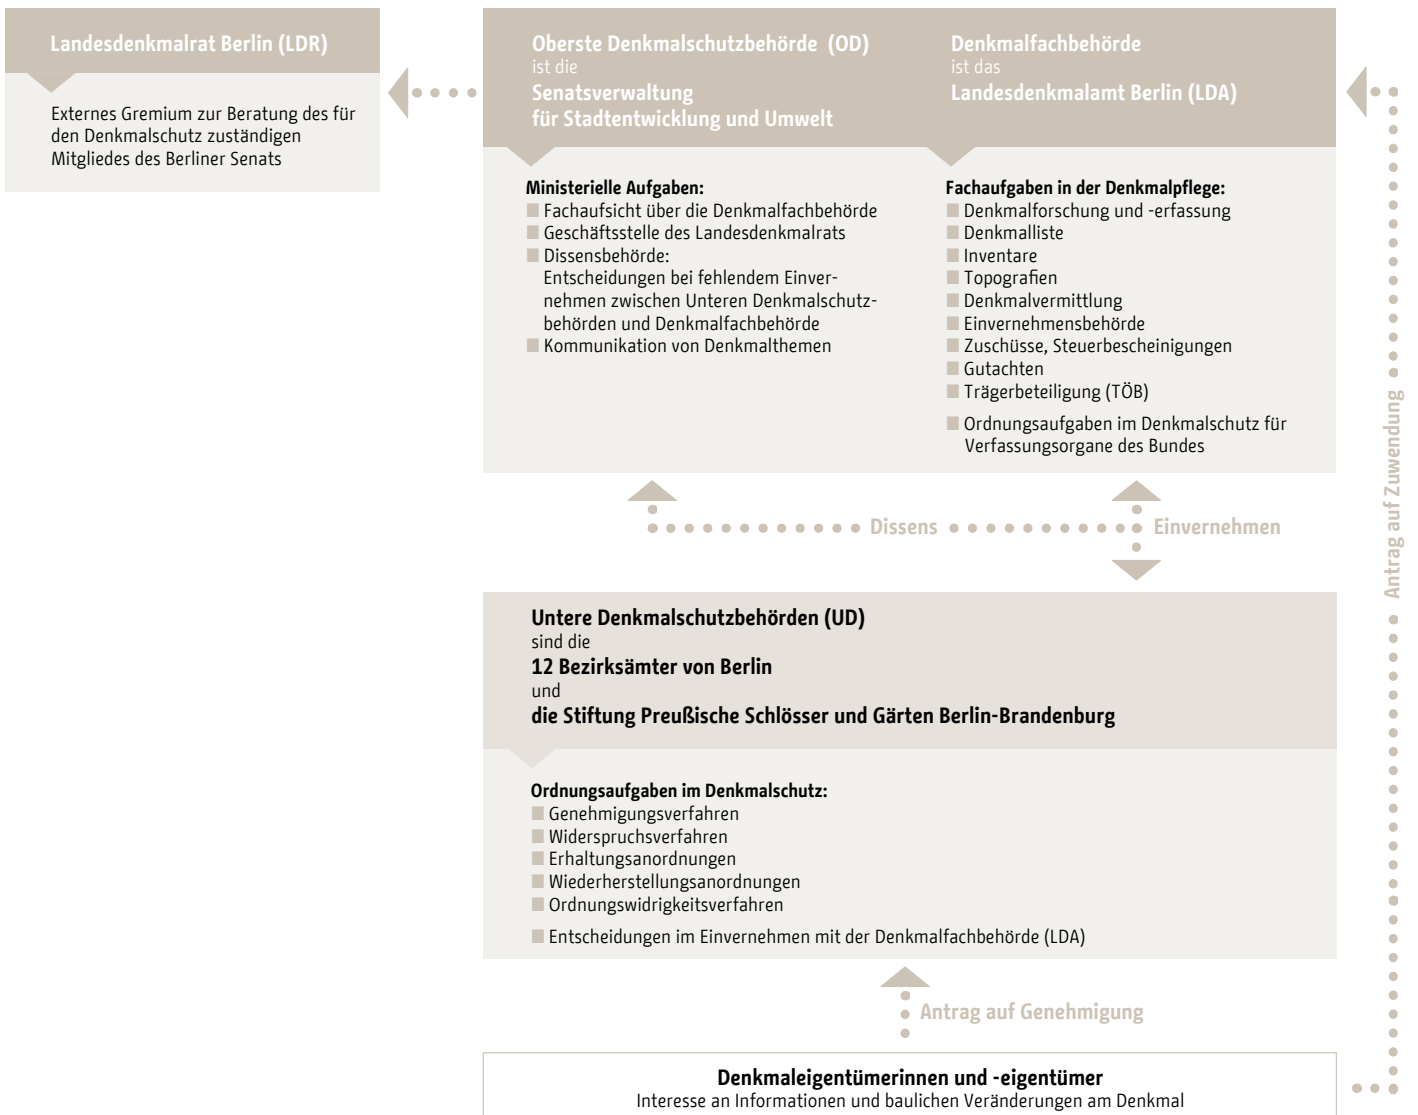 Landesdenkmalrat Berlin (LDR)
Externes Gremium zur Beratung des für
den Denkmalschutz zuständigen
Mitgliedes des Berliner Senats
Oberste Denkmalschutzbehörde (OD)
ist die
Senatsverwaltung
für Stadtentwicklung und Umwelt
Ministerielle Aufgaben:
Fachaufsicht über die Denkmalfachbehörde
Geschäftsstelle des Landesdenkmalrats
Dissensbehörde:
Entscheidungen bei fehlendem Einver-
nehmen zwischen Unteren Denkmalschutz-
behörden und Denkmalfachbehörde
Kommunikation von Denkmalthemen
Denkmalfachbehörde
ist das
Landesdenkmalamt Berlin (LDA)
Fachaufgaben in der Denkmalpflege:
Denkmalforschung und -erfassung
Denkmalliste
Inventare
Topografien
Denkmalvermittlung
Einvernehmensbehörde
Zuschüsse, Steuerbescheinigungen
Gutachten
Trägerbeteiligung (TÖB)
Ordnungsaufgaben im Denkmalschutz für
Verfassungsorgane des Bundes
Dissens
Einvernehmen
Antrag auf Zuwendung
Untere Denkmalschutzbehörden (UD)
sind die
12 Bezirksämter von Berlin
und
die Stiftung Preußische Schlösser und Gärten Berlin-Brandenburg
Ordnungsaufgaben im Denkmalschutz:
Genehmigungsverfahren
Widerspruchsverfahren
Erhaltungsanordnungen
Wiederherstellungsanordnungen
Ordnungswidrigkeitsverfahren
Entscheidungen im Einvernehmen mit der Denkmalfachbehörde (LDA)
Antrag auf Genehmigung
Denkmaleigentümerinnen und -eigentümer
Interesse an Informationen und baulichen Veränderungen am Denkmal